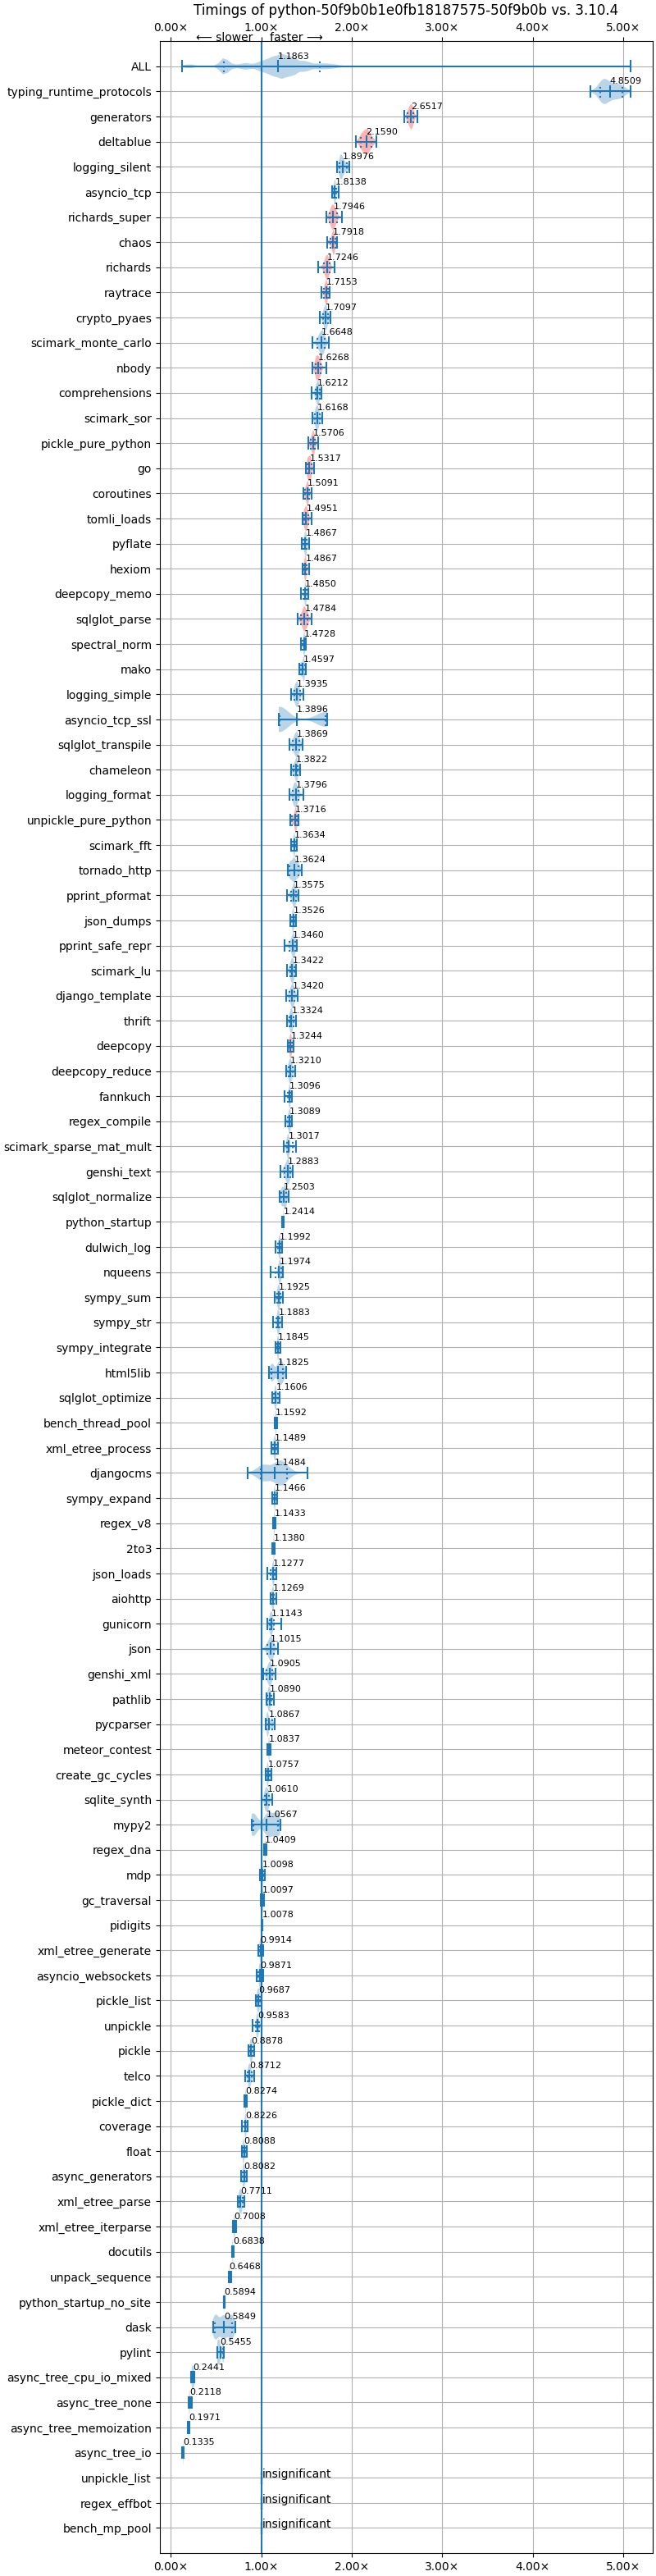 Timings of python-50f9b0b1e0fb18187575-50f9b0b vs. 3.10.4
0.00× 1.00× 2.00× 3.00× 4.00× 5.00×
← slower faster →
ALL 1.1863
typing_runtime_protocols 4.8509
generators 2.6517
deltablue 2.1590
logging_silent 1.8976
asyncio_tcp 1.8138
richards_super 1.7946
chaos 1.7918
richards 1.7246
raytrace 1.7153
crypto_pyaes 1.7097
scimark_monte_carlo 1.6648
nbody 1.6268
comprehensions 1.6212
scimark_sor 1.6168
pickle_pure_python 1.5706
go 1.5317
coroutines 1.5091
tomli_loads 1.4951
pyflate 1.4867
hexiom 1.4867
deepcopy_memo 1.4850
sqlglot_parse 1.4784
spectral_norm 1.4728
mako 1.4597
logging_simple 1.3935
asyncio_tcp_ssl 1.3896
sqlglot_transpile 1.3869
chameleon 1.3822
logging_format 1.3796
unpickle_pure_python 1.3716
scimark_fft 1.3634
tornado_http 1.3624
pprint_pformat 1.3575
json_dumps 1.3526
pprint_safe_repr 1.3460
scimark_lu 1.3422
django_template 1.3420
thrift 1.3324
deepcopy 1.3244
deepcopy_reduce 1.3210
fannkuch 1.3096
regex_compile 1.3089
scimark_sparse_mat_mult 1.3017
genshi_text 1.2883
sqlglot_normalize 1.2503
python_startup 1.2414
dulwich_log 1.1992
nqueens 1.1974
sympy_sum 1.1925
sympy_str 1.1883
sympy_integrate 1.1845
html5lib 1.1825
sqlglot_optimize 1.1606
bench_thread_pool 1.1592
xml_etree_process 1.1489
djangocms 1.1484
sympy_expand 1.1466
regex_v8 1.1433
2to3 1.1380
json_loads 1.1277
aiohttp 1.1269
gunicorn 1.1143
json 1.1015
genshi_xml 1.0905
pathlib 1.0890
pycparser 1.0867
meteor_contest 1.0837
create_gc_cycles 1.0757
sqlite_synth 1.0610
mypy2 1.0567
regex_dna 1.0409
mdp 1.0098
gc_traversal 1.0097
pidigits 1.0078
xml_etree_generate 0.9914
asyncio_websockets 0.9871
pickle_list 0.9687
unpickle 0.9583
pickle 0.8878
telco 0.8712
pickle_dict 0.8274
coverage 0.8226
float 0.8088
async_generators 0.8082
xml_etree_parse 0.7711
xml_etree_iterparse 0.7008
docutils 0.6838
unpack_sequence 0.6468
python_startup_no_site 0.5894
dask 0.5849
pylint 0.5455
async_tree_cpu_io_mixed 0.2441
async_tree_none 0.2118
async_tree_memoization 0.1971
async_tree_io 0.1335
unpickle_list insignificant
regex_effbot insignificant
bench_mp_pool insignificant
0.00× 1.00× 2.00× 3.00× 4.00× 5.00×